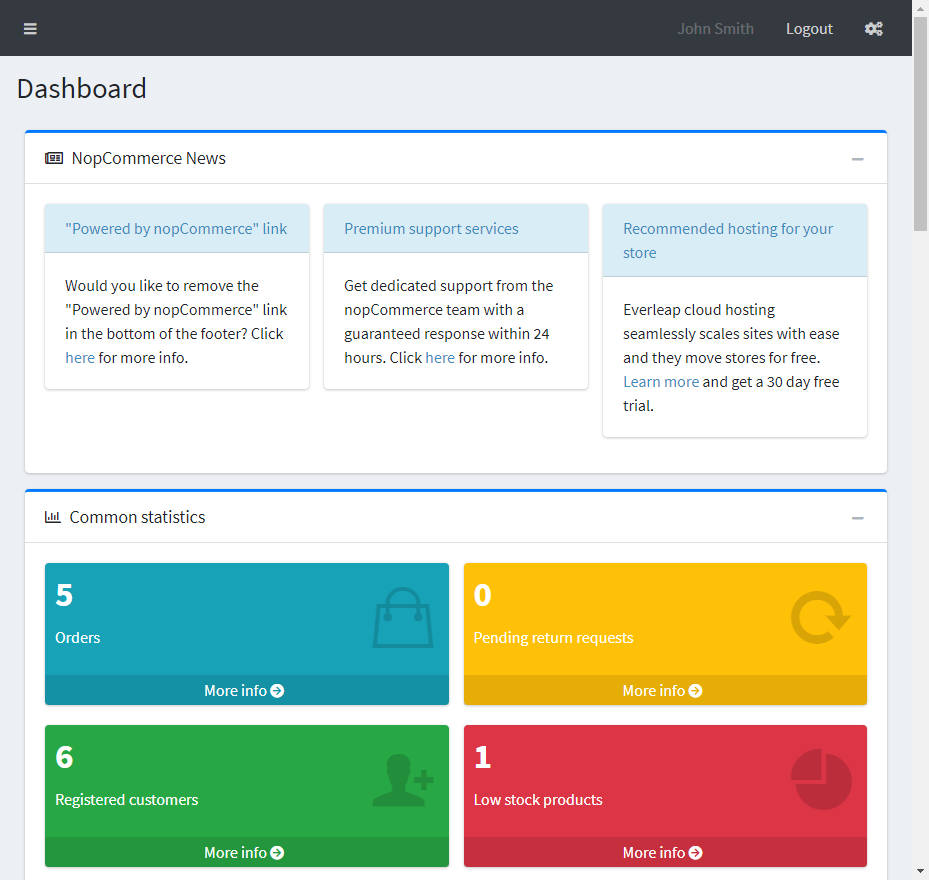 John Smith Logout
Dashboard
NopCommerce News
"Powered by nopCommerce" link
Would you like to remove the
"Powered by nopCommerce" link
in the bottom of the footer? Click
here for more info.
Premium support services
Get dedicated support from the
nopCommerce team with a
guaranteed response within 24
hours. Click here for more info.
Recommended hosting for your
store
Everleap cloud hosting
seamlessly scales sites with ease
and they move stores for free.
Learn more and get a 30 day free
trial.
Common statistics
5
Orders
More info
0
Pending return requests
More info
6
Registered customers
More info
1
Low stock products
More info